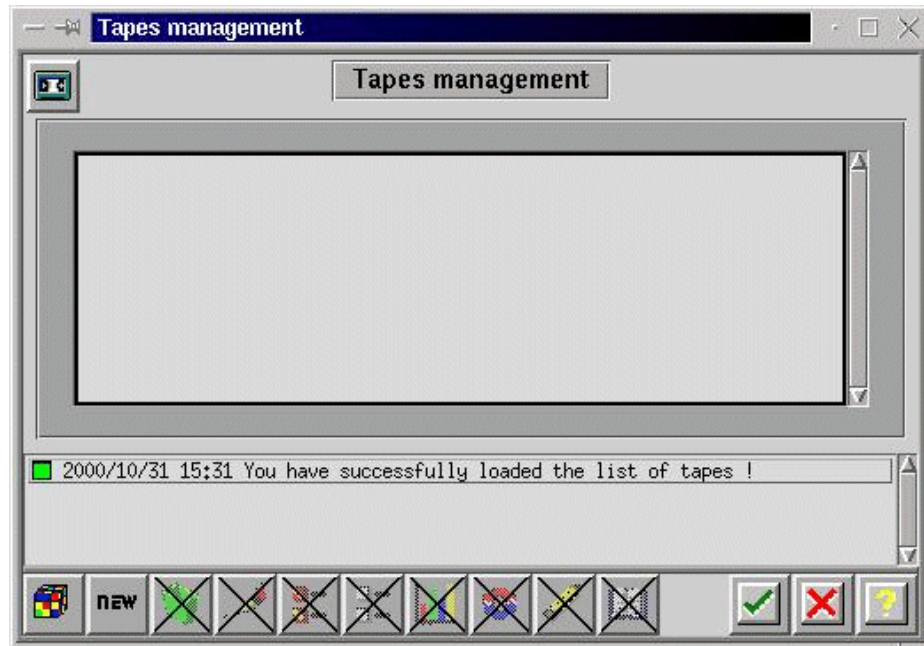 Tapes management
Tapes management
2000/10/31 15:31 You have successfully loaded the list of tapes !
NEW
?